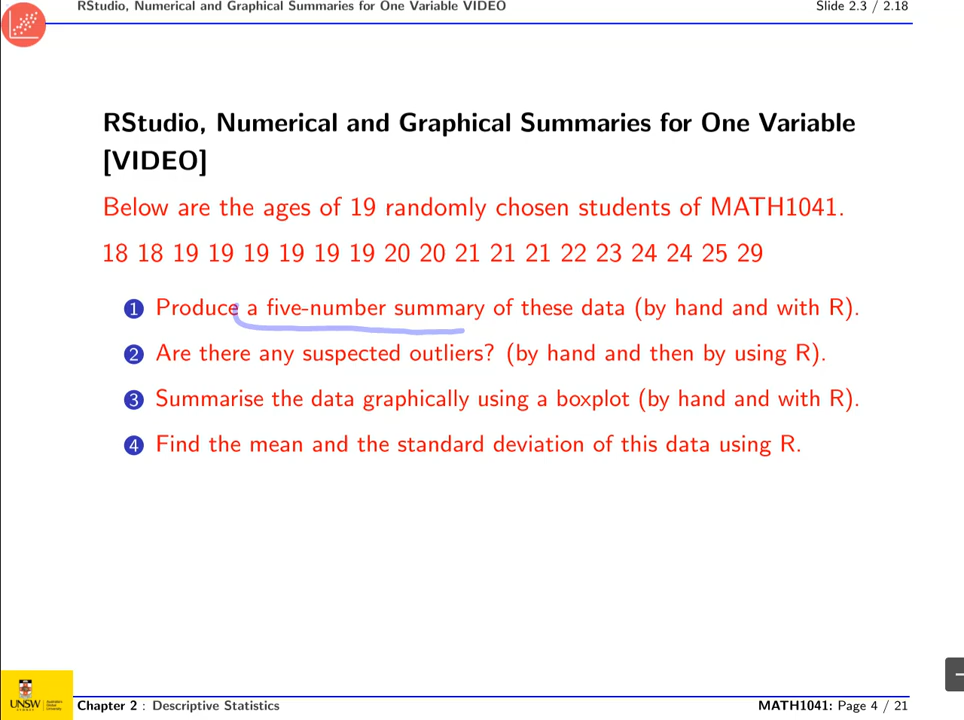 RStudio, Numerical and Graphical Summaries for One Variable VIDEO
Slide 2.3 / 2.18
RStudio, Numerical and Graphical Summaries for One Variable
[VIDEO]
Below are the ages of 19 randomly chosen students of MATH1041.
18 18 19 19 19 19 19 19 20 20 21 21 21 22 23 24 24 25 29
1 Produce a five-number summary of these data (by hand and with R).
2 Are there any suspected outliers? (by hand and then by using R).
3 Summarise the data graphically using a boxplot (by hand and with R).
4 Find the mean and the standard deviation of this data using R.
UNSW
Chapter 2 : Descriptive Statistics
MATH1041: Page 4 / 21